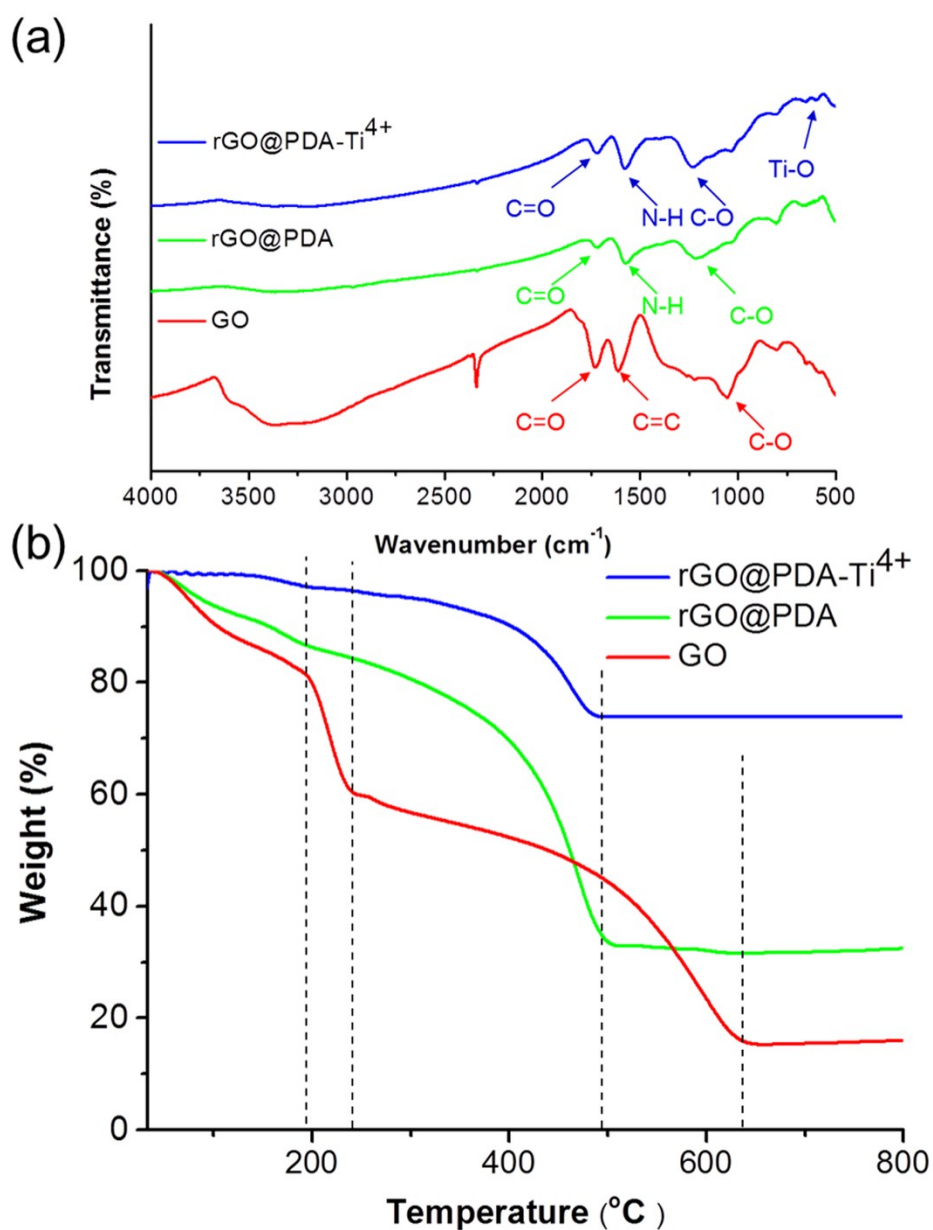 (a)
Transmittance (%)
rGO@PDA-Ti⁴⁺
C=O
N-H
C-O
Ti-O
rGO@PDA
C=O
N-H
C-O
GO
C=O
C=C
C-O
4000 3500 3000 2500 2000 1500 1000 500
Wavenumber (cm⁻¹)
(b)
Weight (%)
100
80
60
40
20
0
rGO@PDA-Ti⁴⁺
rGO@PDA
GO
200 400 600 800
Temperature (°C )